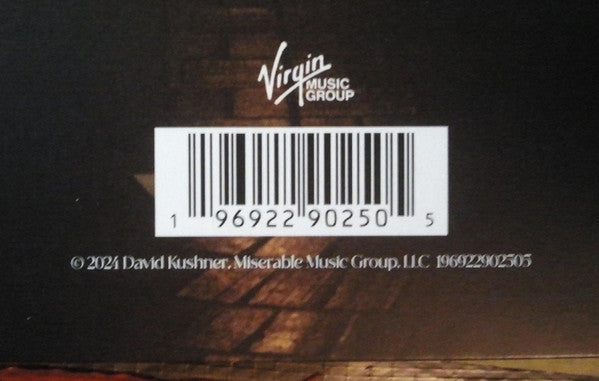 Virgin
MUSIC
GROUP
1 96922 90250 5
© 2024 David Kushner, Miserable Music Group, LLC 196922902505